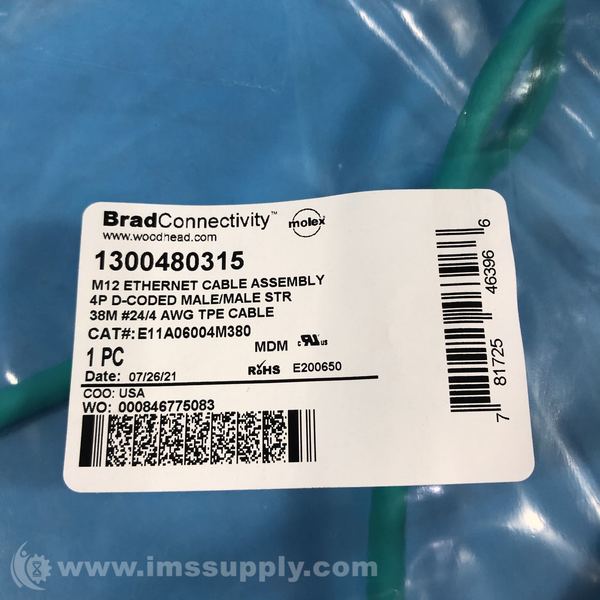 BradConnectivity™ molex
www.woodhead.com
1300480315
M12 ETHERNET CABLE ASSEMBLY
4P D-CODED MALE/MALE STR
38M #24/4 AWG TPE CABLE
CAT#:E11A06004M380
1 PC MDM c UL us
Date: 07/26/21 RoHS E200650
COO: USA
WO: 000846775083
7 81725 46396 6
www.imssupply.com